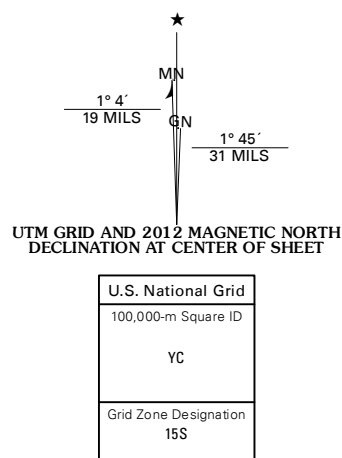 MN
1° 4´
19 MILS
GN
1° 45´
31 MILS
UTM GRID AND 2012 MAGNETIC NORTH
DECLINATION AT CENTER OF SHEET
U.S. National Grid
100,000-m Square ID
YC
Grid Zone Designation
15S